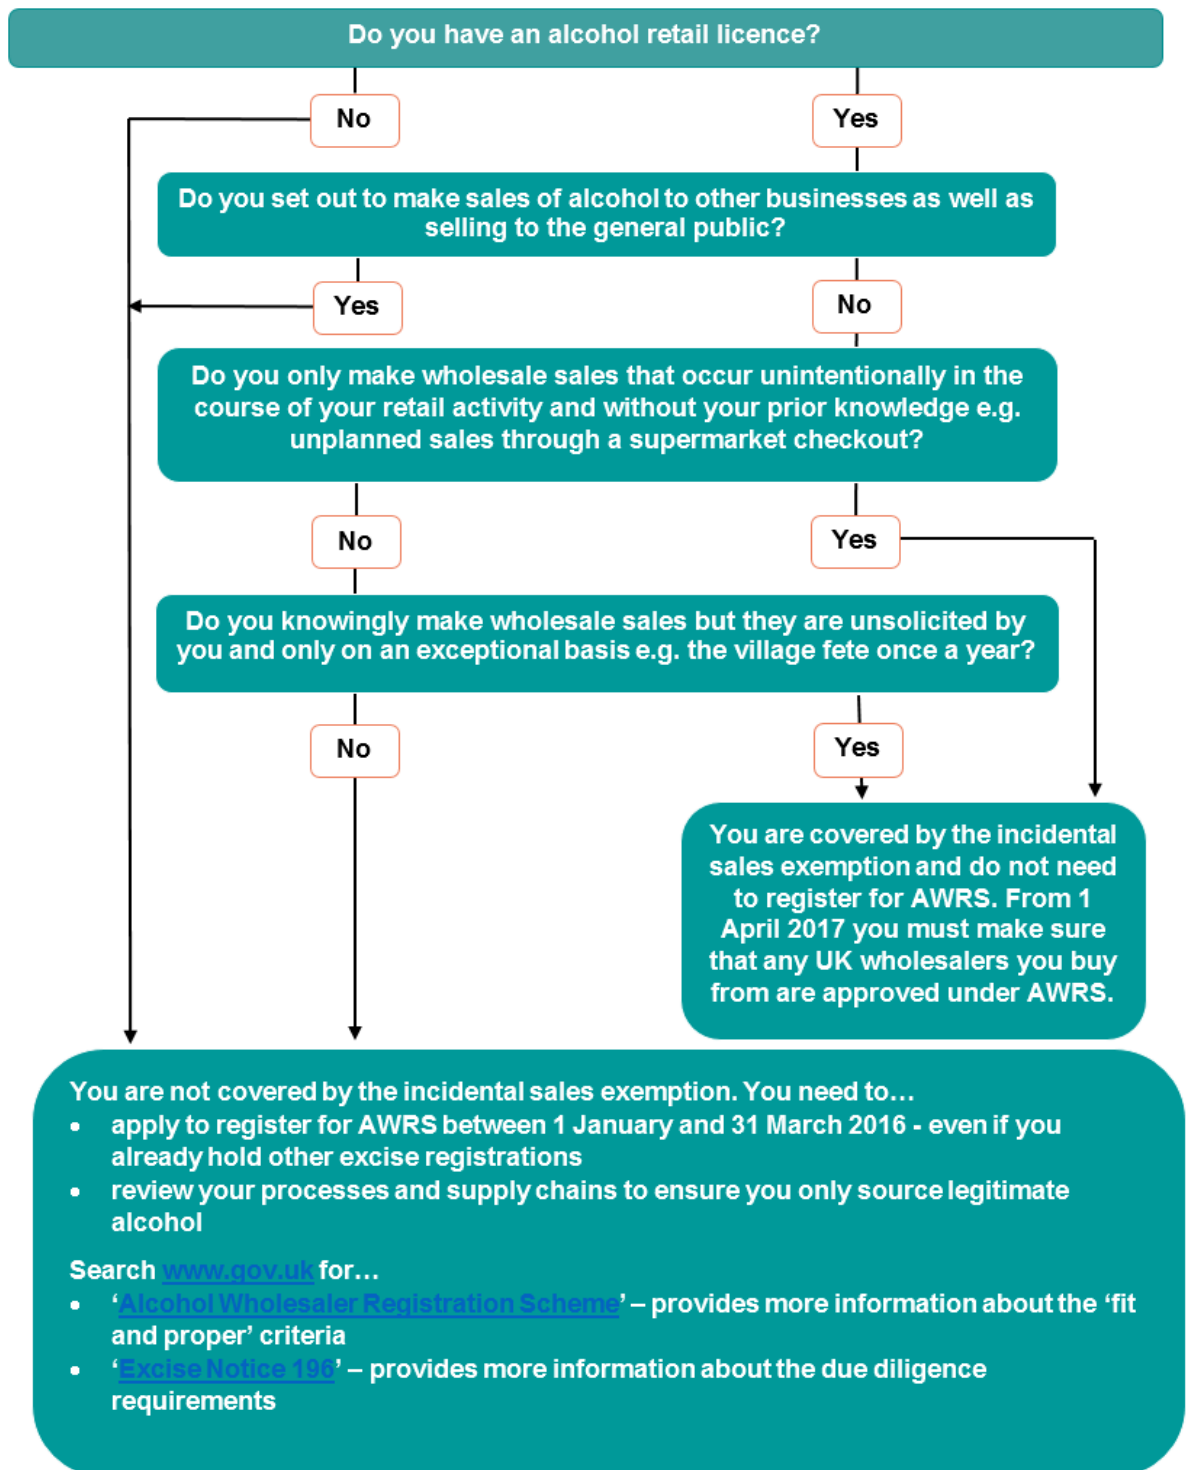 Do you have an alcohol retail licence?
No
Yes
Do you set out to make sales of alcohol to other businesses as well as
selling to the general public?
Yes
No
Do you only make wholesale sales that occur unintentionally in the
course of your retail activity and without your prior knowledge e.g.
unplanned sales through a supermarket checkout?
No
Yes
Do you knowingly make wholesale sales but they are unsolicited by
you and only on an exceptional basis e.g. the village fete once a year?
No
Yes
You are covered by the incidental
sales exemption and do not need
to register for AWRS. From 1
April 2017 you must make sure
that any UK wholesalers you buy
from are approved under AWRS.
You are not covered by the incidental sales exemption. You need to…
• apply to register for AWRS between 1 January and 31 March 2016 - even if you
already hold other excise registrations
• review your processes and supply chains to ensure you only source legitimate
alcohol
Search www.gov.uk for…
• ‘Alcohol Wholesaler Registration Scheme’ – provides more information about the ‘fit
and proper’ criteria
• ‘Excise Notice 196’ – provides more information about the due diligence
requirements